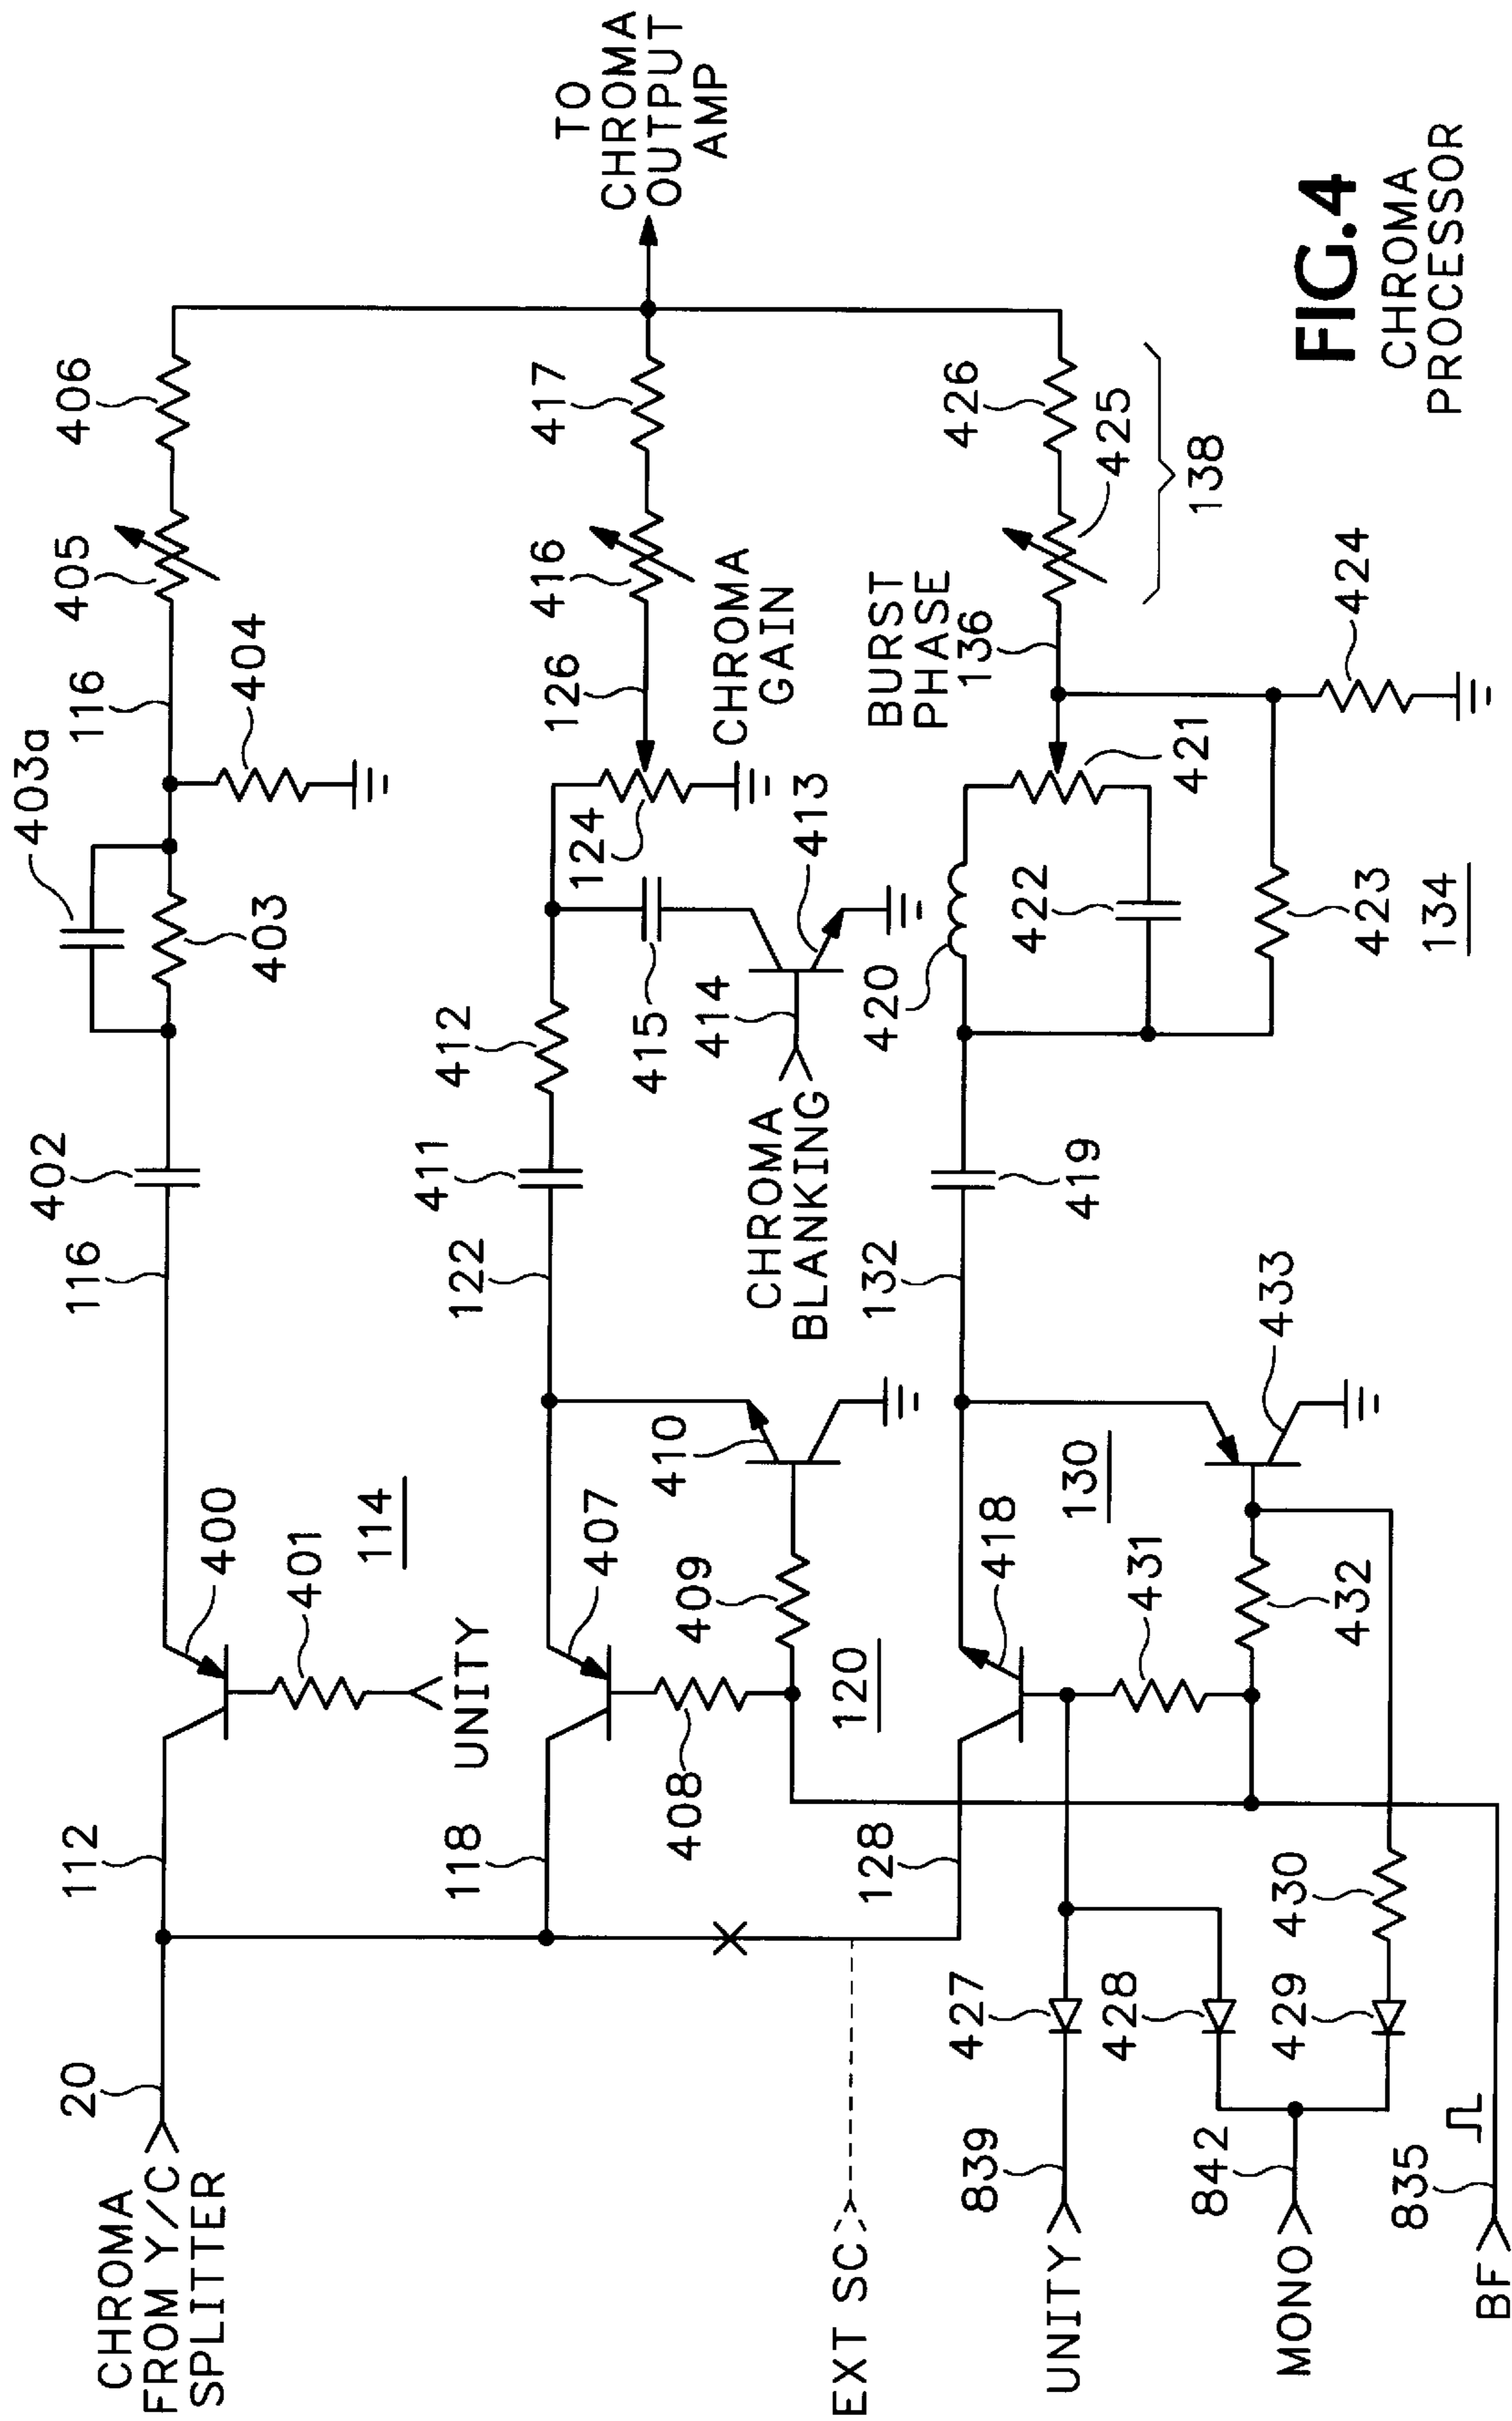 CHROMA
FROM Y/C
SPLITTER
20
112
400
401
114
UNITY
116
402
403a
403
116
404
405
406
TO
CHROMA
OUTPUT
AMP
118
407
408
409
120
410
122
411
412
415
414
413
CHROMA
BLANKING
124
126
CHROMA
GAIN
416
417
EXT SC
128
418
130
431
432
433
132
419
420
422
421
423
134
BURST
PHASE
136
424
425
426
138
UNITY
839
427
428
MONO
842
429
430
BF
835
FIG.4
CHROMA
PROCESSOR